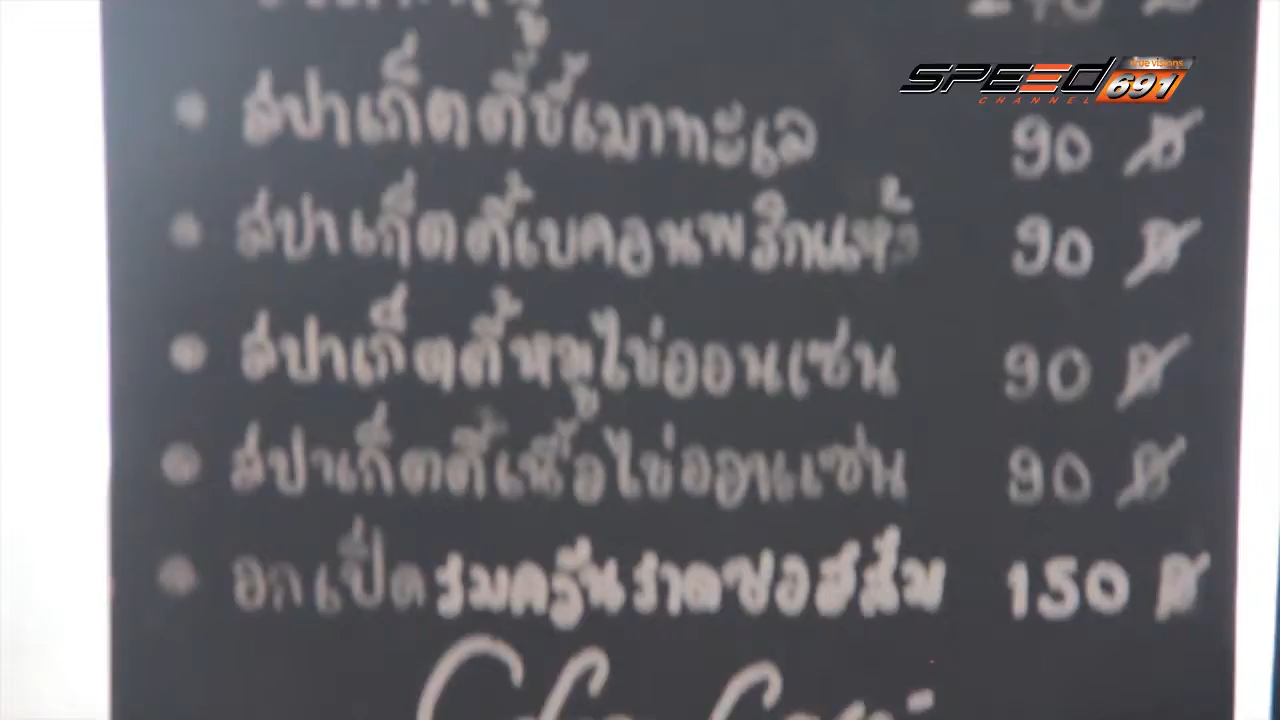 SPEED CHANNEL true visions 691
• สปาเก็ตตี้ขี้เมาทะเล 90 ฿
• สปาเก็ตตี้เบคอนพริกแห้ง 90 ฿
• สปาเก็ตตี้หมูไข่ออนเซ่น 90 ฿
• สปาเก็ตตี้เนื้อไข่ออนเซ่น 90 ฿
• อกเป็ดรมควันราดซอสส้ม 150 ฿